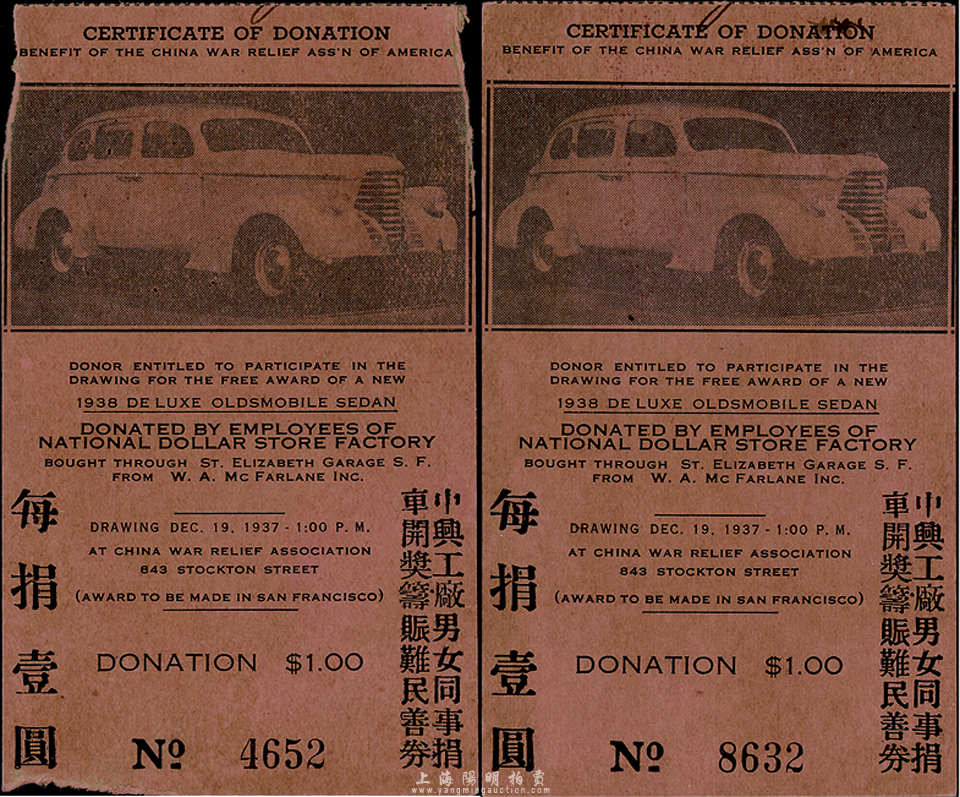 CERTIFICATE OF DONATION
BENEFIT OF THE CHINA WAR RELIEF ASS'N OF AMERICA
DONOR ENTITLED TO PARTICIPATE IN THE
DRAWING FOR THE FREE AWARD OF A NEW
1938 DE LUXE OLDSMOBILE SEDAN
DONATED BY EMPLOYEES OF
NATIONAL DOLLAR STORE FACTORY
BOUGHT THROUGH ST. ELIZABETH GARAGE S. F.
FROM W. A. MC FARLANE INC.
DRAWING DEC. 19, 1937 - 1:00 P. M.
AT CHINA WAR RELIEF ASSOCIATION
843 STOCKTON STREET
(AWARD TO BE MADE IN SAN FRANCISCO)
DONATION $1.00
No 4652
中興工廠男女同事捐
車開獎籌賑難民善券
每捐壹圓
CERTIFICATE OF DONATION
BENEFIT OF THE CHINA WAR RELIEF ASS'N OF AMERICA
DONOR ENTITLED TO PARTICIPATE IN THE
DRAWING FOR THE FREE AWARD OF A NEW
1938 DE LUXE OLDSMOBILE SEDAN
DONATED BY EMPLOYEES OF
NATIONAL DOLLAR STORE FACTORY
BOUGHT THROUGH ST. ELIZABETH GARAGE S. F.
FROM W. A. MC FARLANE INC.
DRAWING DEC. 19, 1937 - 1:00 P. M.
AT CHINA WAR RELIEF ASSOCIATION
843 STOCKTON STREET
(AWARD TO BE MADE IN SAN FRANCISCO)
DONATION $1.00
No 8632
中興工廠男女同事捐
車開獎籌賑難民善券
每捐壹圓
上海陽明拍賣
www.yangmingauction.com